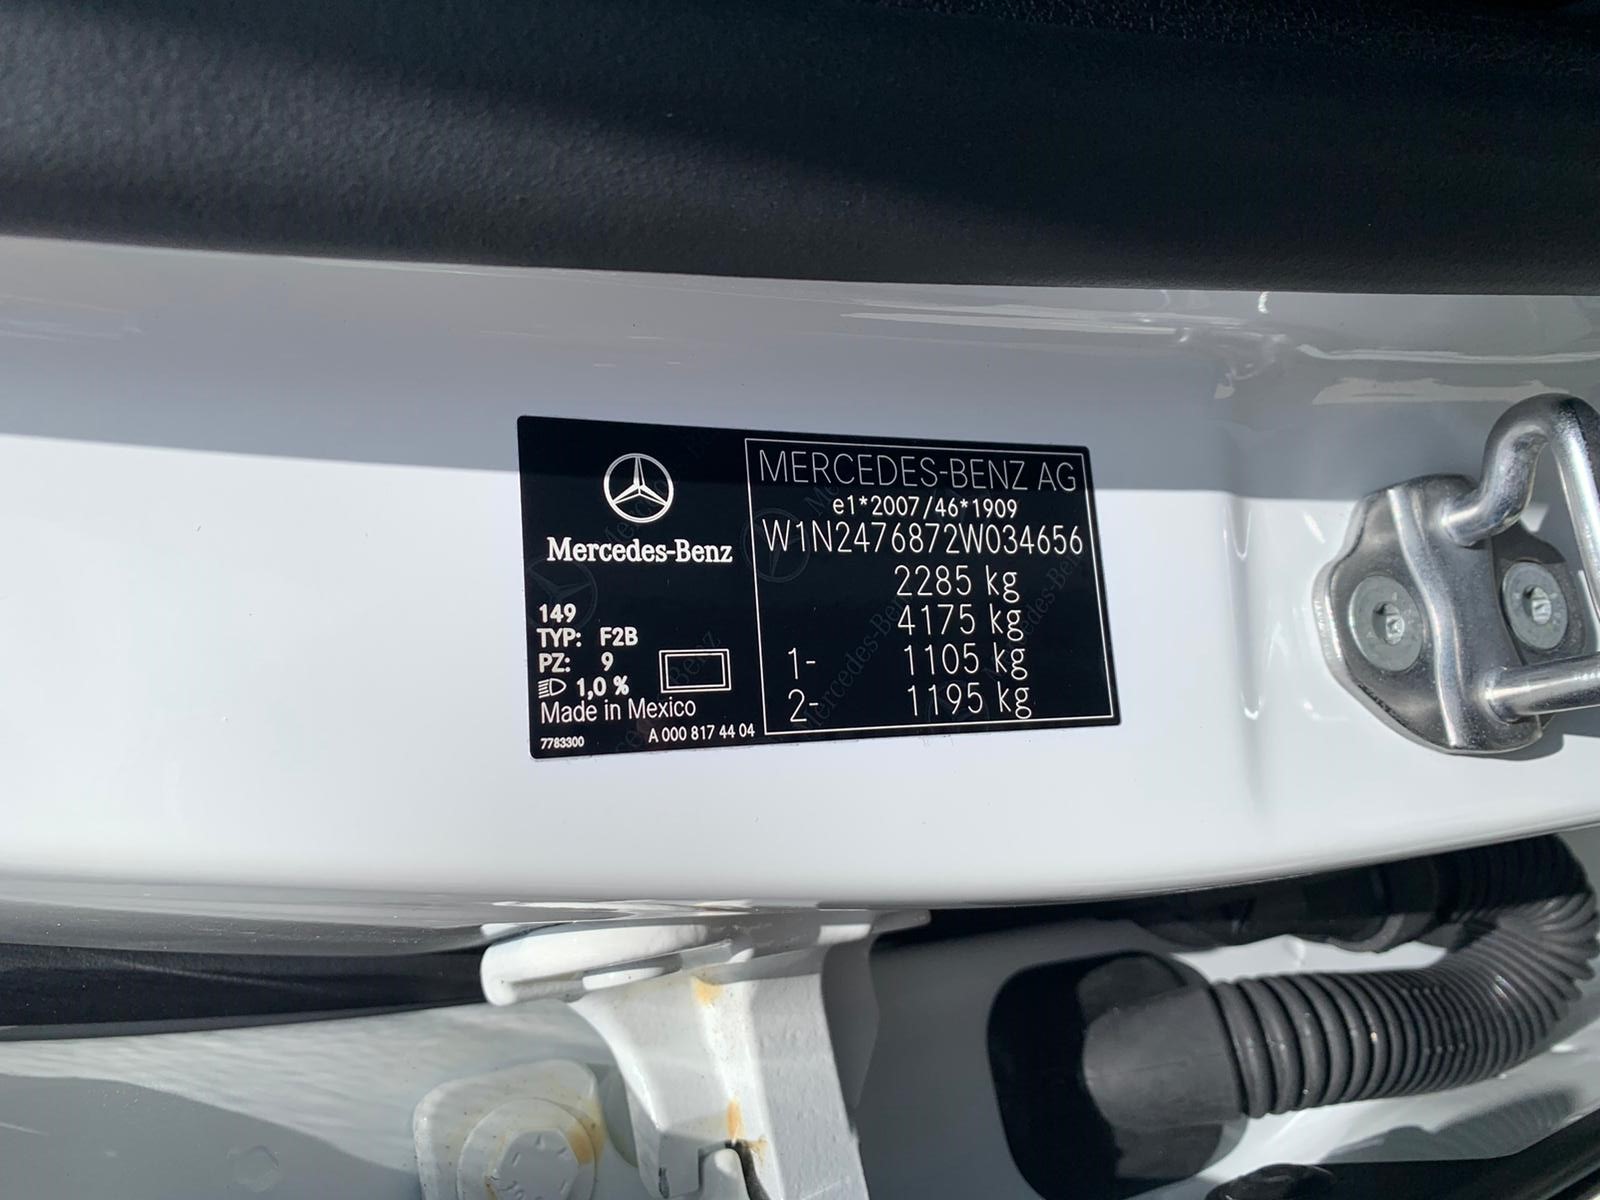 Mercedes-Benz
149
TYP: F2B
PZ: 9
1,0 %
Made in Mexico
7783300 A 000 817 44 04
MERCEDES-BENZ AG
e1*2007/46*1909
W1N2476872W034656
2285 kg
4175 kg
1- 1105 kg
2- 1195 kg